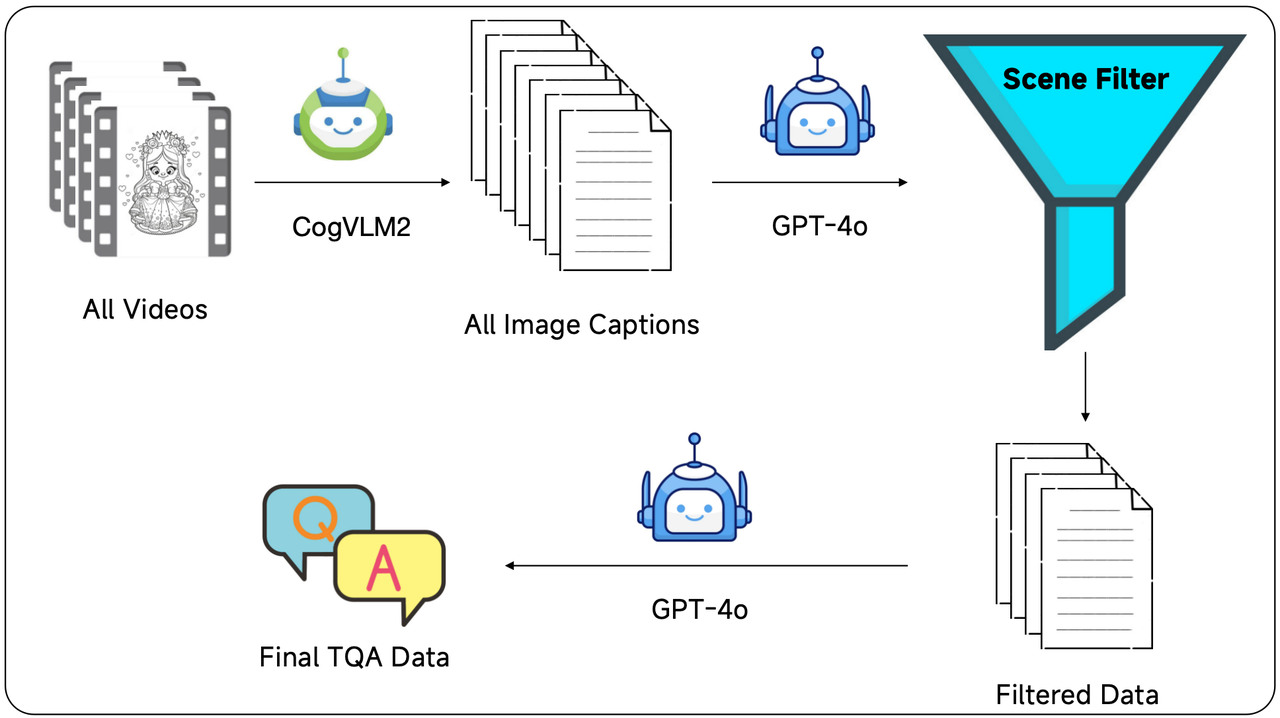 Scene Filter
CogVLM2
GPT-4o
All Videos
All Image Captions
Q
A
GPT-4o
Final TQA Data
Filtered Data